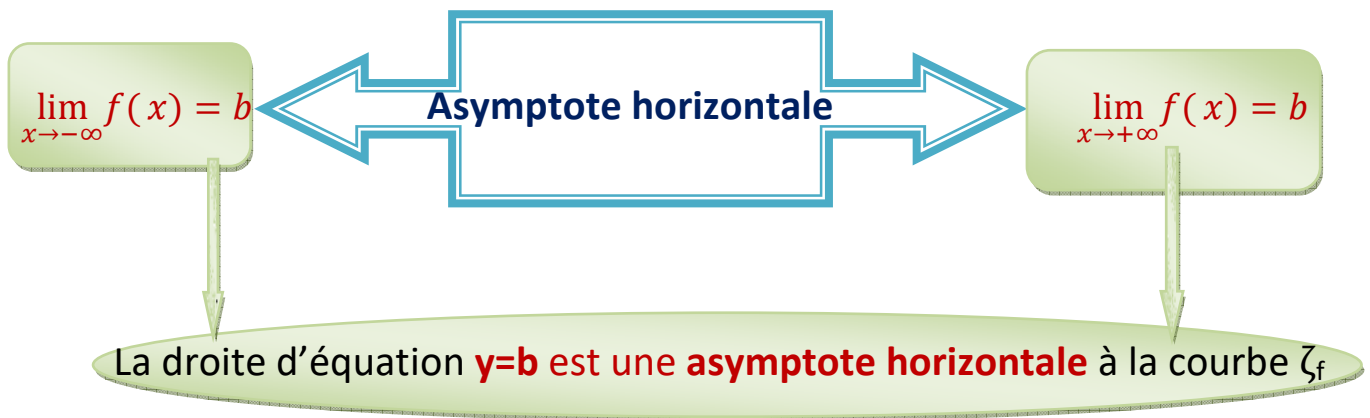 Asymptote horizontale
lim f(x) = b
x→−∞
lim f(x) = b
x→+∞
La droite d’équation y=b est une asymptote horizontale à la courbe ζf